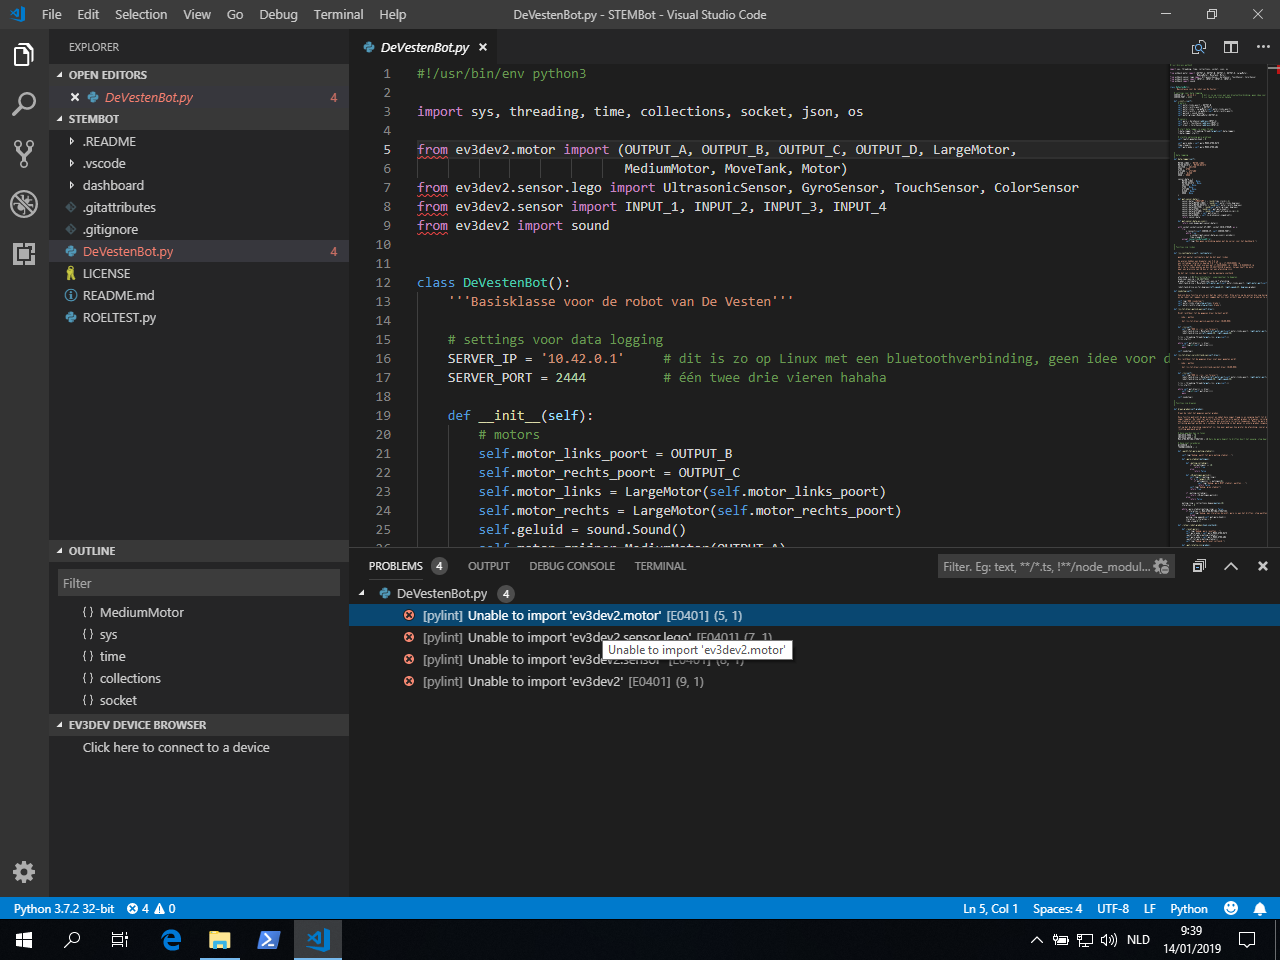 File Edit Selection View Go Debug Terminal Help
DeVestenBot.py - STEMBot - Visual Studio Code
EXPLORER
OPEN EDITORS
DeVestenBot.py 4
STEMBOT
.README
.vscode
dashboard
.gitattributes
.gitignore
DeVestenBot.py 4
LICENSE
README.md
ROELTEST.py
OUTLINE
Filter
MediumMotor
sys
time
collections
socket
EV3DEV DEVICE BROWSER
Click here to connect to a device
DeVestenBot.py
1 #!/usr/bin/env python3
2
3 import sys, threading, time, collections, socket, json, os
4
5 from ev3dev2.motor import (OUTPUT_A, OUTPUT_B, OUTPUT_C, OUTPUT_D, LargeMotor,
6 MediumMotor, MoveTank, Motor)
7 from ev3dev2.sensor.lego import UltrasonicSensor, GyroSensor, TouchSensor, ColorSensor
8 from ev3dev2.sensor import INPUT_1, INPUT_2, INPUT_3, INPUT_4
9 from ev3dev2 import sound
10
11
12 class DeVestenBot():
13 '''Basisklasse voor de robot van De Vesten'''
14
15 # settings voor data logging
16 SERVER_IP = '10.42.0.1' # dit is zo op Linux met een bluetoothverbinding, geen idee voor d
17 SERVER_PORT = 2444 # één twee drie vieren hahaha
18
19 def __init__(self):
20 # motors
21 self.motor_links_poort = OUTPUT_B
22 self.motor_rechts_poort = OUTPUT_C
23 self.motor_links = LargeMotor(self.motor_links_poort)
24 self.motor_rechts = LargeMotor(self.motor_rechts_poort)
25 self.geluid = sound.Sound()
PROBLEMS 4 OUTPUT DEBUG CONSOLE TERMINAL
Filter. Eg: text, **/*.ts, !**/node_modul...
DeVestenBot.py 4
[pylint] Unable to import 'ev3dev2.motor' [E0401] (5, 1)
[pylint] Unable to import 'ev3dev2.sensor.lego' [E0401] (7, 1)
Unable to import 'ev3dev2.motor'
[pylint] Unable to import 'ev3dev2.sensor' [E0401] (8, 1)
[pylint] Unable to import 'ev3dev2' [E0401] (9, 1)
Python 3.7.2 32-bit 4 0
Ln 5, Col 1 Spaces: 4 UTF-8 LF Python
NLD
9:39
14/01/2019